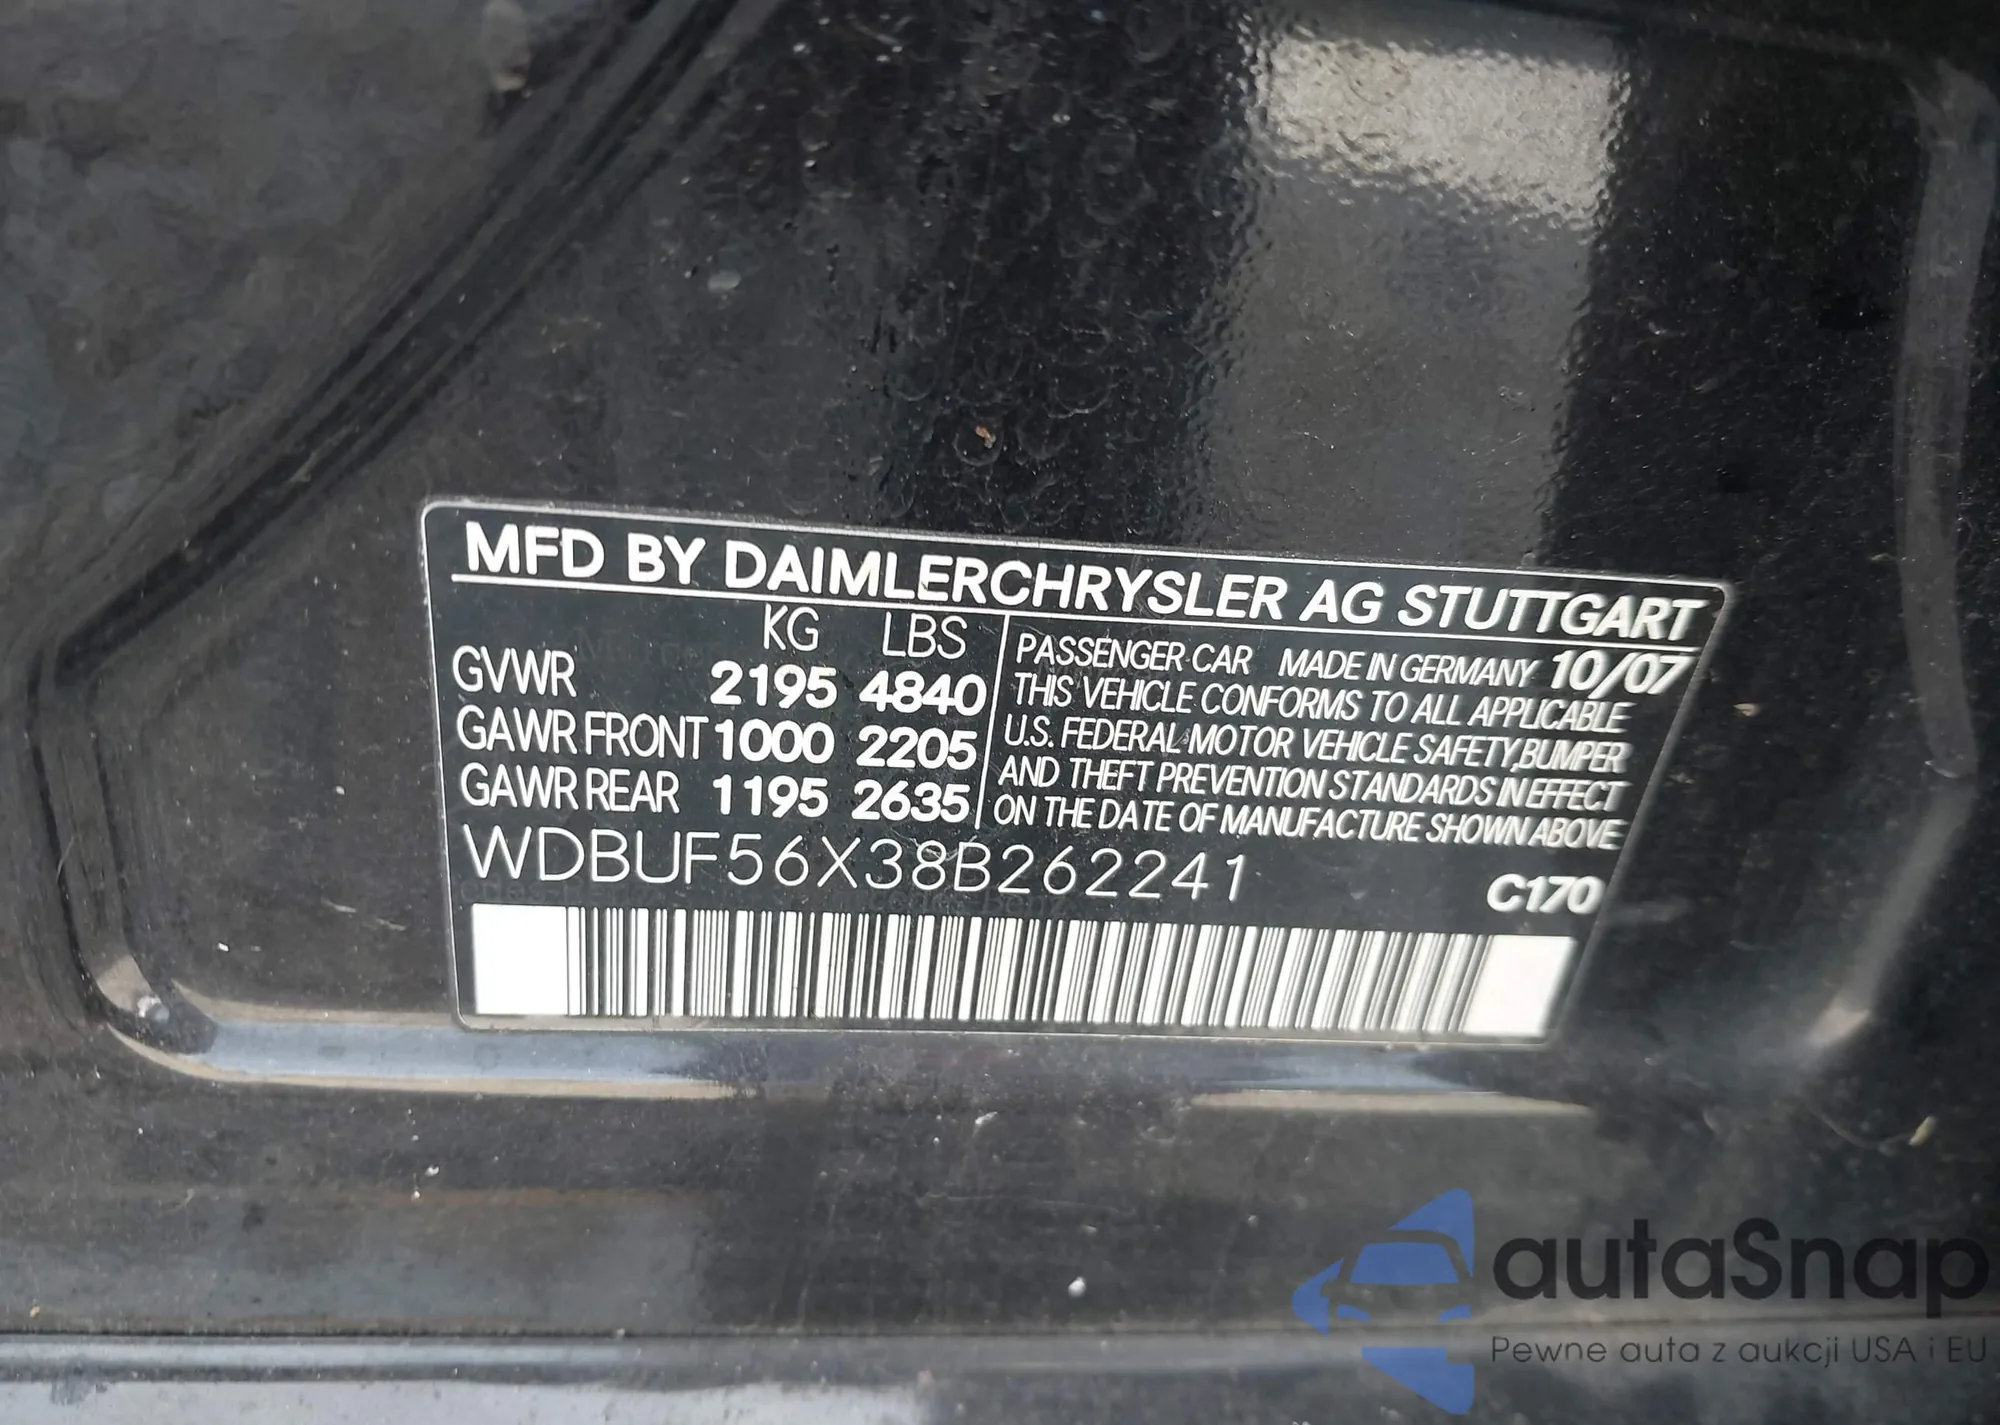 MFD BY DAIMLERCHRYSLER AG STUTTGART
KG LBS
GVWR 2195 4840
GAWR FRONT 1000 2205
GAWR REAR 1195 2635
PASSENGER CAR MADE IN GERMANY 10/07
THIS VEHICLE CONFORMS TO ALL APPLICABLE
U.S. FEDERAL MOTOR VEHICLE SAFETY,BUMPER
AND THEFT PREVENTION STANDARDS IN EFFECT
ON THE DATE OF MANUFACTURE SHOWN ABOVE
WDBUF56X38B262241
C170
autaSnap
Pewne auta z aukcji USA i EU